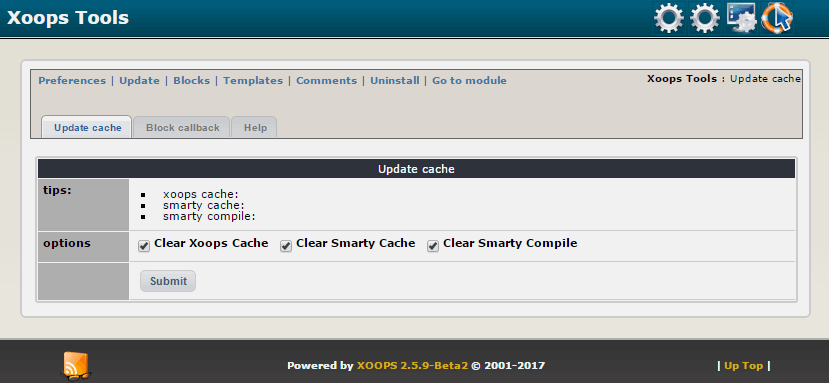 Xoops Tools
Preferences | Update | Blocks | Templates | Comments | Uninstall | Go to module
Xoops Tools : Update cache
Update cache Block callback Help
Update cache
tips:
xoops cache:
smarty cache:
smarty compile:
options
Clear Xoops Cache Clear Smarty Cache Clear Smarty Compile
Submit
Powered by XOOPS 2.5.9-Beta2 © 2001-2017
| Up Top |